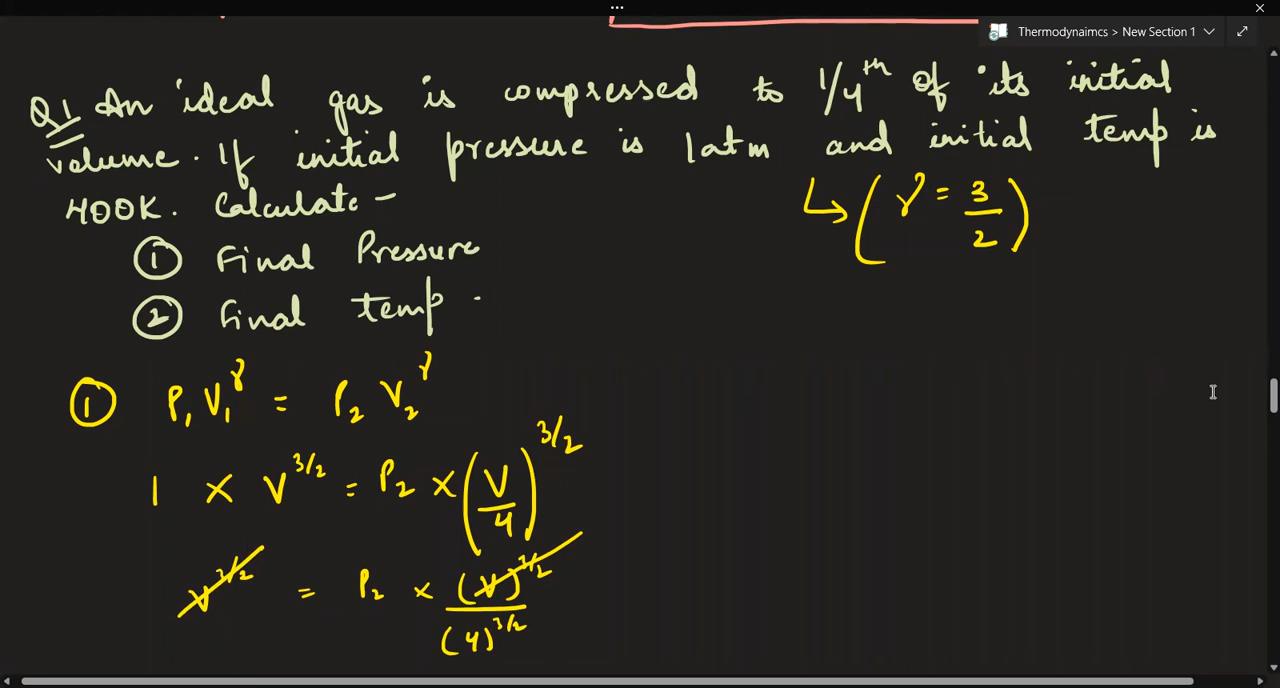 Thermodynaimcs > New Section 1
Q1 An ideal gas is compressed to 1/4th of its initial
volume. If initial pressure is 1atm and initial temp is
400K. Calculate -
↳ (γ = 3/2)
① Final Pressure
② Final temp.
① P₁V₁^γ = P₂V₂^γ
1 × V^3/2 = P₂ × (V/4)^3/2
V^3/2 = P₂ × (V)^3/2/(4)^3/2